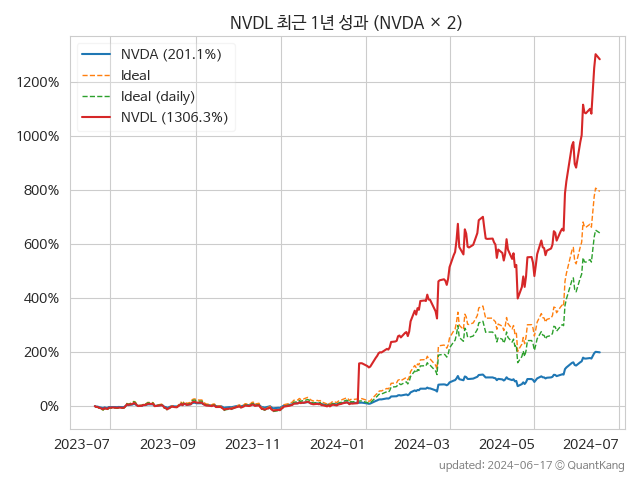 NVDL 최근 1년 성과 (NVDA × 2)
NVDA (201.1%)
Ideal
Ideal (daily)
NVDL (1306.3%)
1200%
1000%
800%
600%
400%
200%
0%
2023-07 2023-09 2023-11 2024-01 2024-03 2024-05 2024-07
updated: 2024-06-17 © QuantKang